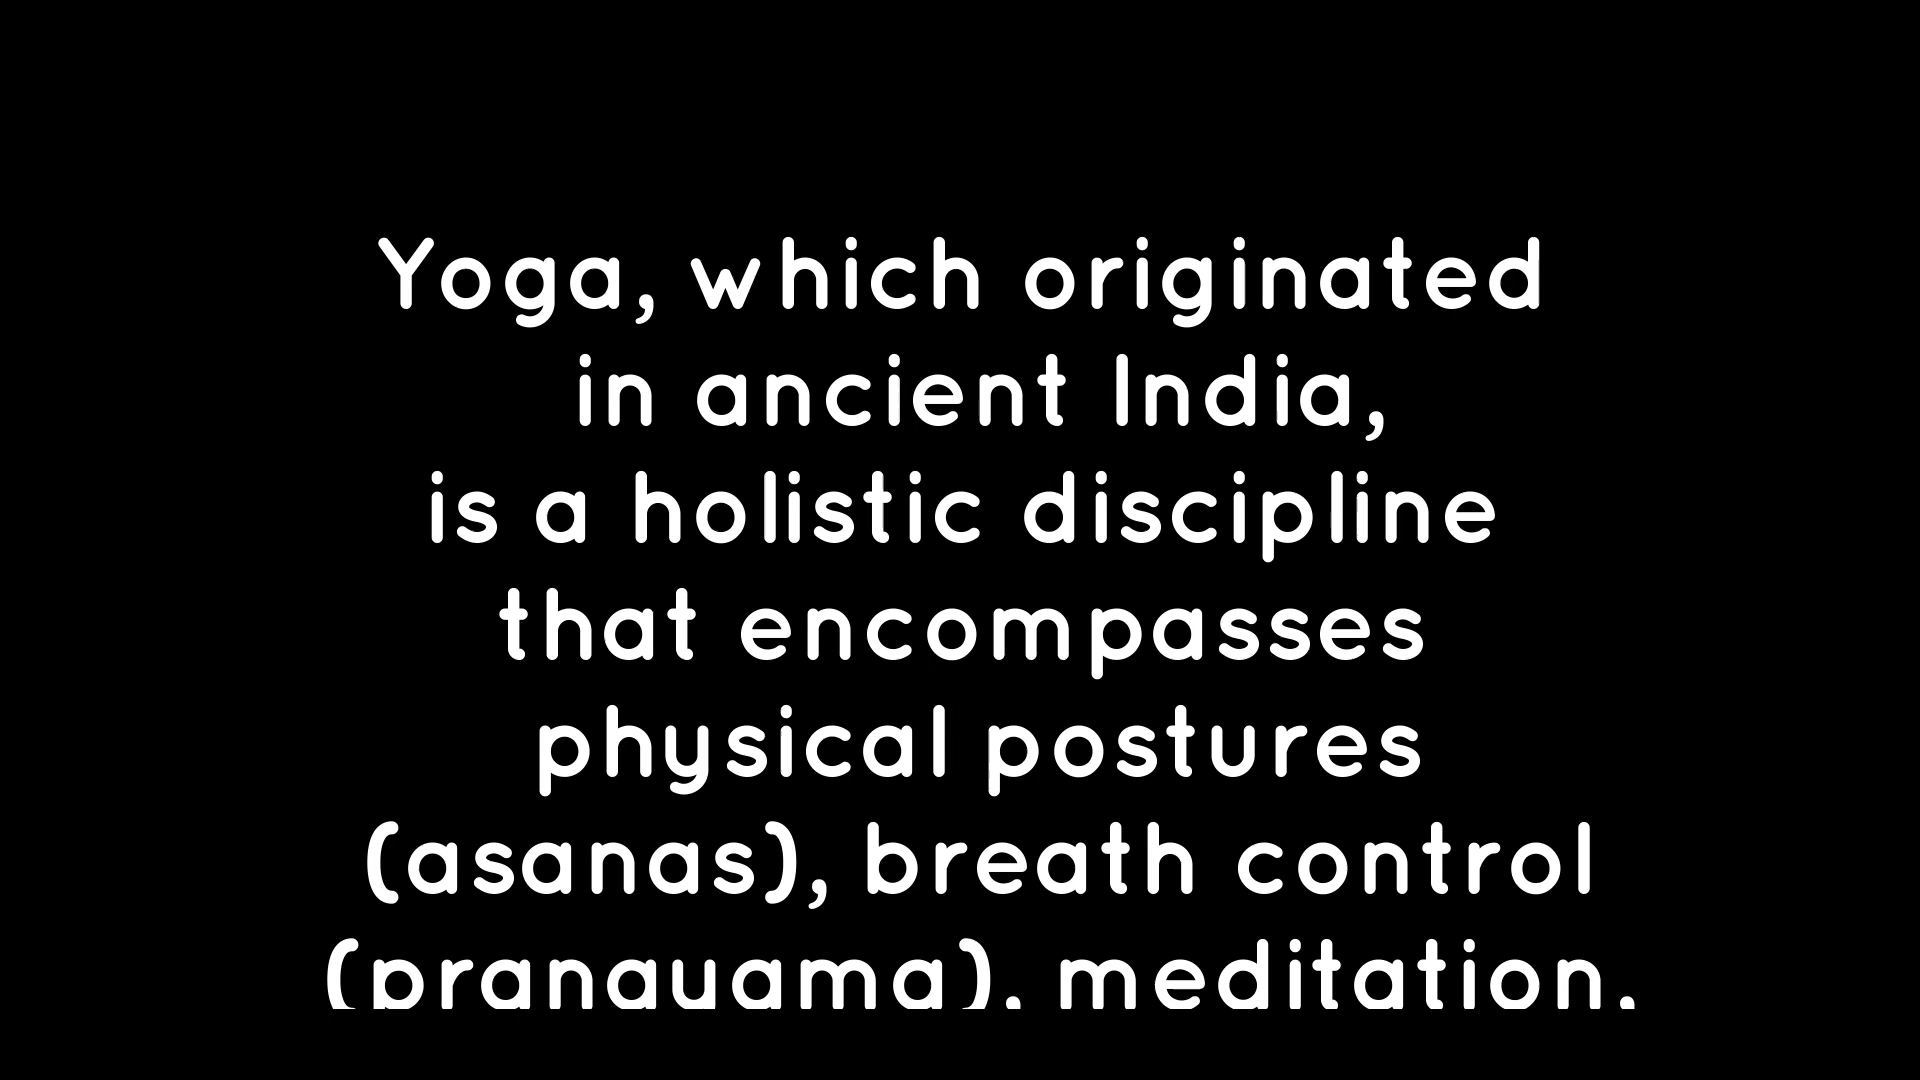 Yoga, which originated
in ancient India,
is a holistic discipline
that encompasses
physical postures
(asanas), breath control
(pranayama), meditation,